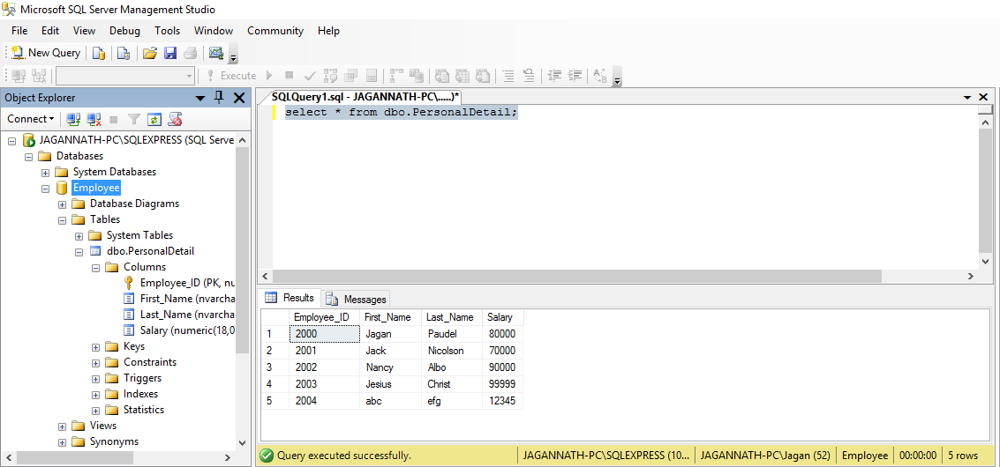 Microsoft SQL Server Management Studio
File Edit View Debug Tools Window Community Help
New Query
Execute
Object Explorer
Connect
JAGANNATH-PC\SQLEXPRESS (SQL Serve
Databases
System Databases
Employee
Database Diagrams
Tables
System Tables
dbo.PersonalDetail
Columns
Employee_ID (PK, nu
First_Name (nvarcha
Last_Name (nvarcha
Salary (numeric(18,0
Keys
Constraints
Triggers
Indexes
Statistics
Views
Synonyms
SQLQuery1.sql - JAGANNATH-PC\.....)*
select * from dbo.PersonalDetail;
Results Messages
Employee_ID First_Name Last_Name Salary
1 2000 Jagan Paudel 80000
2 2001 Jack Nicolson 70000
3 2002 Nancy Albo 90000
4 2003 Jesius Christ 99999
5 2004 abc efg 12345
Query executed successfully. JAGANNATH-PC\SQLEXPRESS (10... JAGANNATH-PC\Jagan (52) Employee 00:00:00 5 rows